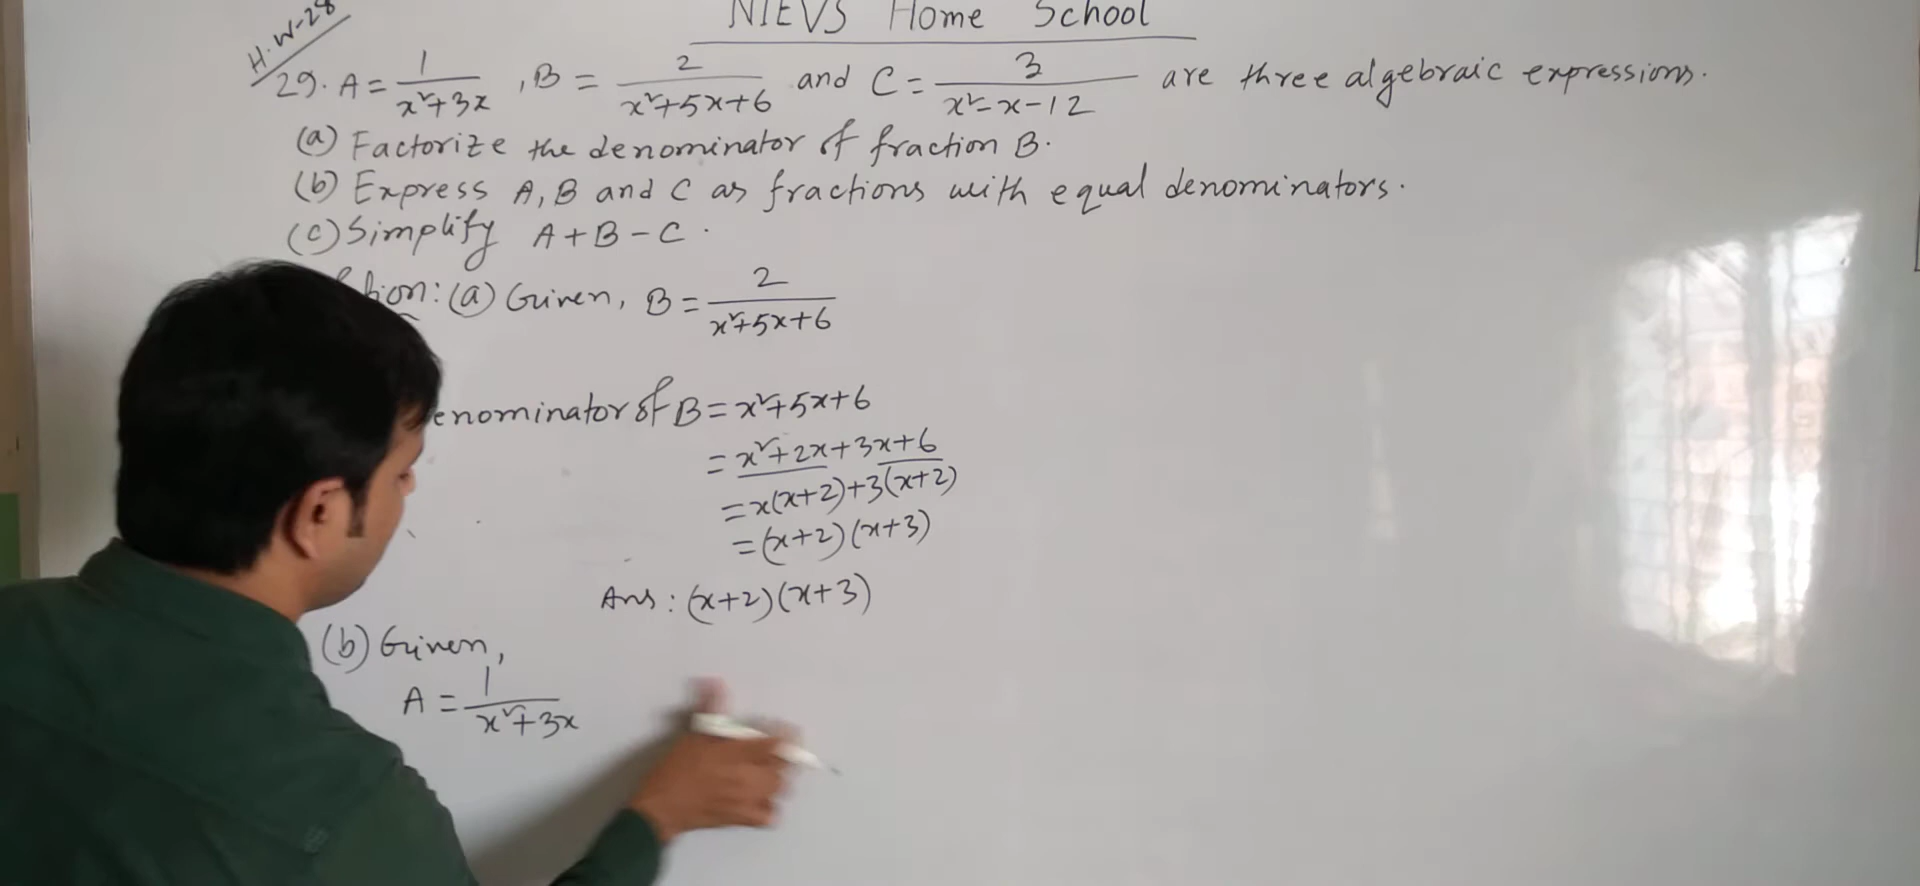 NIEVS Home School
H.W-28
29. A = 1/(x²+3x), B = 2/(x²+5x+6) and C = 3/(x²-x-12) are three algebraic expressions.
(a) Factorize the denominator of fraction B.
(b) Express A, B and C as fractions with equal denominators.
(c) Simplify A+B-C.
tion: (a) Given, B = 2/(x²+5x+6)
enominator of B = x²+5x+6
= x²+2x+3x+6
= x(x+2)+3(x+2)
= (x+2)(x+3)
Ans: (x+2)(x+3)
(b) Given,
A = 1/(x²+3x)